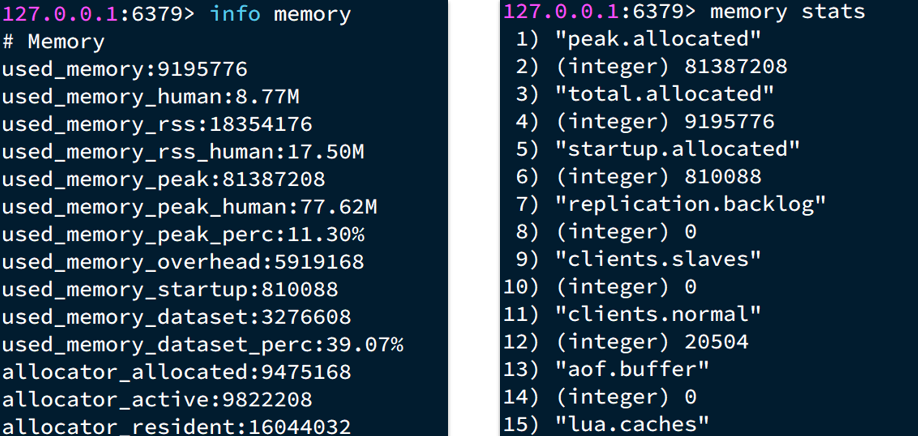 127.0.0.1:6379> info memory
# Memory
used_memory:9195776
used_memory_human:8.77M
used_memory_rss:18354176
used_memory_rss_human:17.50M
used_memory_peak:81387208
used_memory_peak_human:77.62M
used_memory_peak_perc:11.30%
used_memory_overhead:5919168
used_memory_startup:810088
used_memory_dataset:3276608
used_memory_dataset_perc:39.07%
allocator_allocated:9475168
allocator_active:9822208
allocator_resident:16044032
127.0.0.1:6379> memory stats
1) "peak.allocated"
2) (integer) 81387208
3) "total.allocated"
4) (integer) 9195776
5) "startup.allocated"
6) (integer) 810088
7) "replication.backlog"
8) (integer) 0
9) "clients.slaves"
10) (integer) 0
11) "clients.normal"
12) (integer) 20504
13) "aof.buffer"
14) (integer) 0
15) "lua.caches"